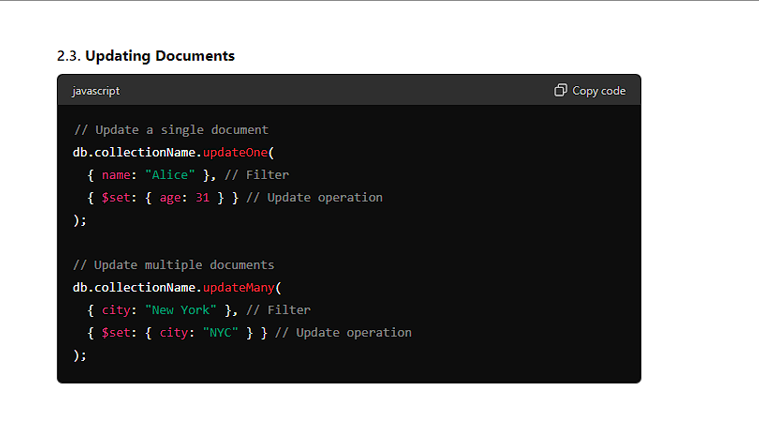 2.3. Updating Documents
javascript
Copy code
// Update a single document
db.collectionName.updateOne(
  { name: "Alice" }, // Filter
  { $set: { age: 31 } } // Update operation
);

// Update multiple documents
db.collectionName.updateMany(
  { city: "New York" }, // Filter
  { $set: { city: "NYC" } } // Update operation
);